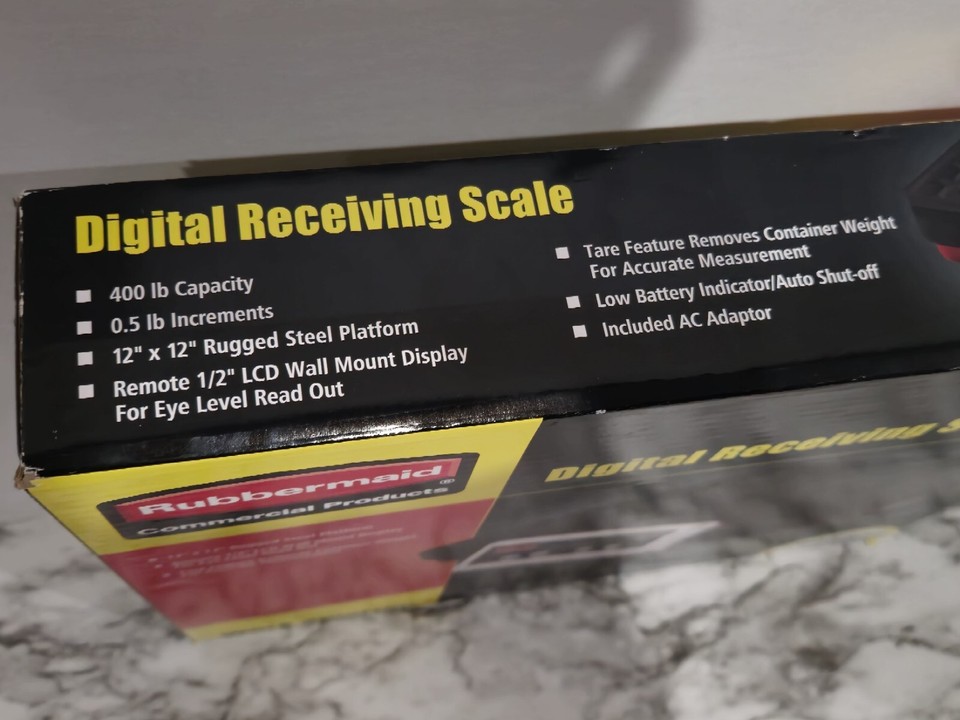 Digital Receiving Scale
400 lb Capacity
0.5 lb Increments
12" x 12" Rugged Steel Platform
Remote 1/2" LCD Wall Mount Display
For Eye Level Read Out
Tare Feature Removes Container Weight
For Accurate Measurement
Low Battery Indicator/Auto Shut-off
Included AC Adaptor
Rubbermaid®
Commercial Products
Digital Receiving S